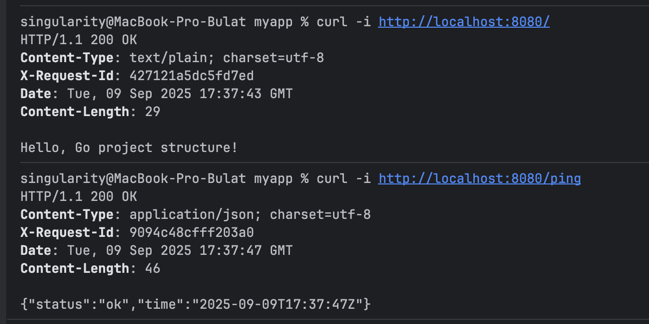 singularity@MacBook-Pro-Bulat myapp % curl -i http://localhost:8080/
HTTP/1.1 200 OK
Content-Type: text/plain; charset=utf-8
X-Request-Id: 427121a5dc5fd7ed
Date: Tue, 09 Sep 2025 17:37:43 GMT
Content-Length: 29

Hello, Go project structure!
singularity@MacBook-Pro-Bulat myapp % curl -i http://localhost:8080/ping
HTTP/1.1 200 OK
Content-Type: application/json; charset=utf-8
X-Request-Id: 9094c48cfff203a0
Date: Tue, 09 Sep 2025 17:37:47 GMT
Content-Length: 46

{"status":"ok","time":"2025-09-09T17:37:47Z"}